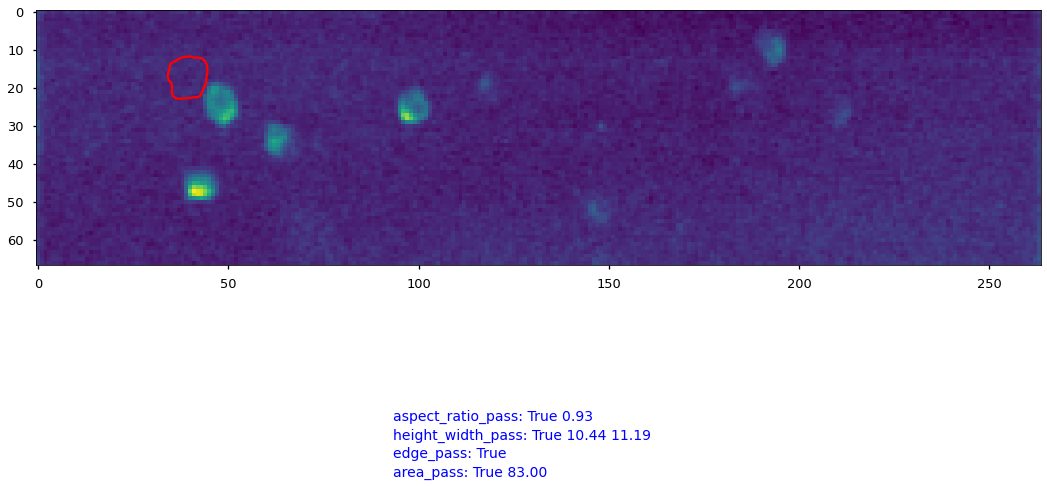 0
10
20
30
40
50
60
0 50 100 150 200 250
aspect_ratio_pass: True 0.93
height_width_pass: True 10.44 11.19
edge_pass: True
area_pass: True 83.00